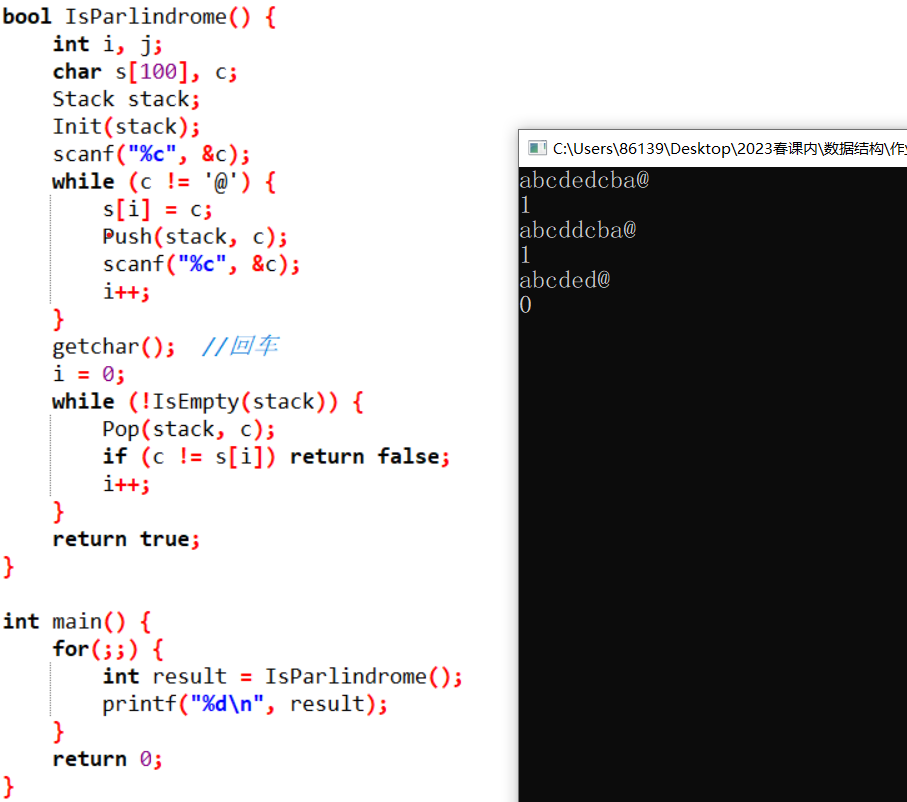 bool IsParlindrome() {
    int i, j;
    char s[100], c;
    Stack stack;
    Init(stack);
    scanf("%c", &c);
    while (c != '@') {
        s[i] = c;
        Push(stack, c);
        scanf("%c", &c);
        i++;
    }
    getchar();  //回车
    i = 0;
    while (!IsEmpty(stack)) {
        Pop(stack, c);
        if (c != s[i]) return false;
        i++;
    }
    return true;
}

int main() {
    for(;;) {
        int result = IsParlindrome();
        printf("%d\n", result);
    }
    return 0;
}
C:\Users\86139\Desktop\2023春课内\数据结构\作
abcdedcba@
1
abcddcba@
1
abcded@
0